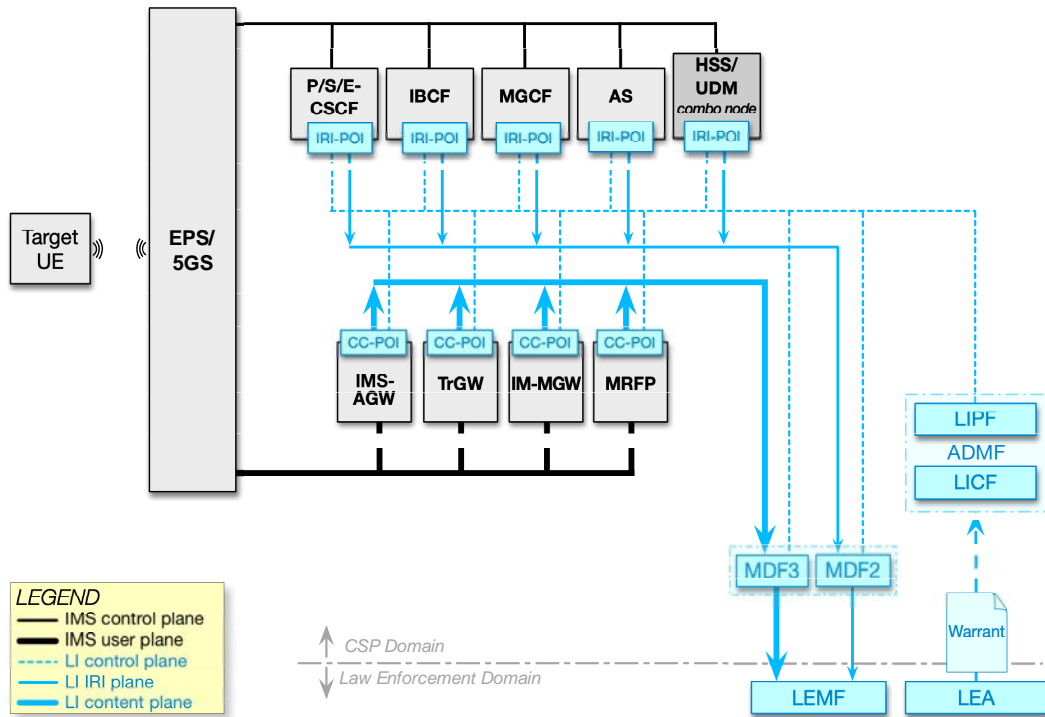 P/S/E-
CSCF
IBCF
MGCF
AS
HSS/
UDM
combo node
IRI-POI
IRI-POI
IRI-POI
IRI-POI
IRI-POI
Target
UE
EPS/
5GS
CC-POI
CC-POI
CC-POI
CC-POI
IMS-
AGW
TrGW
IM-MGW
MRFP
LIPF
ADMF
LICF
MDF3
MDF2
LEGEND
IMS control plane
IMS user plane
LI control plane
LI IRI plane
LI content plane
CSP Domain
Law Enforcement Domain
Warrant
LEMF
LEA